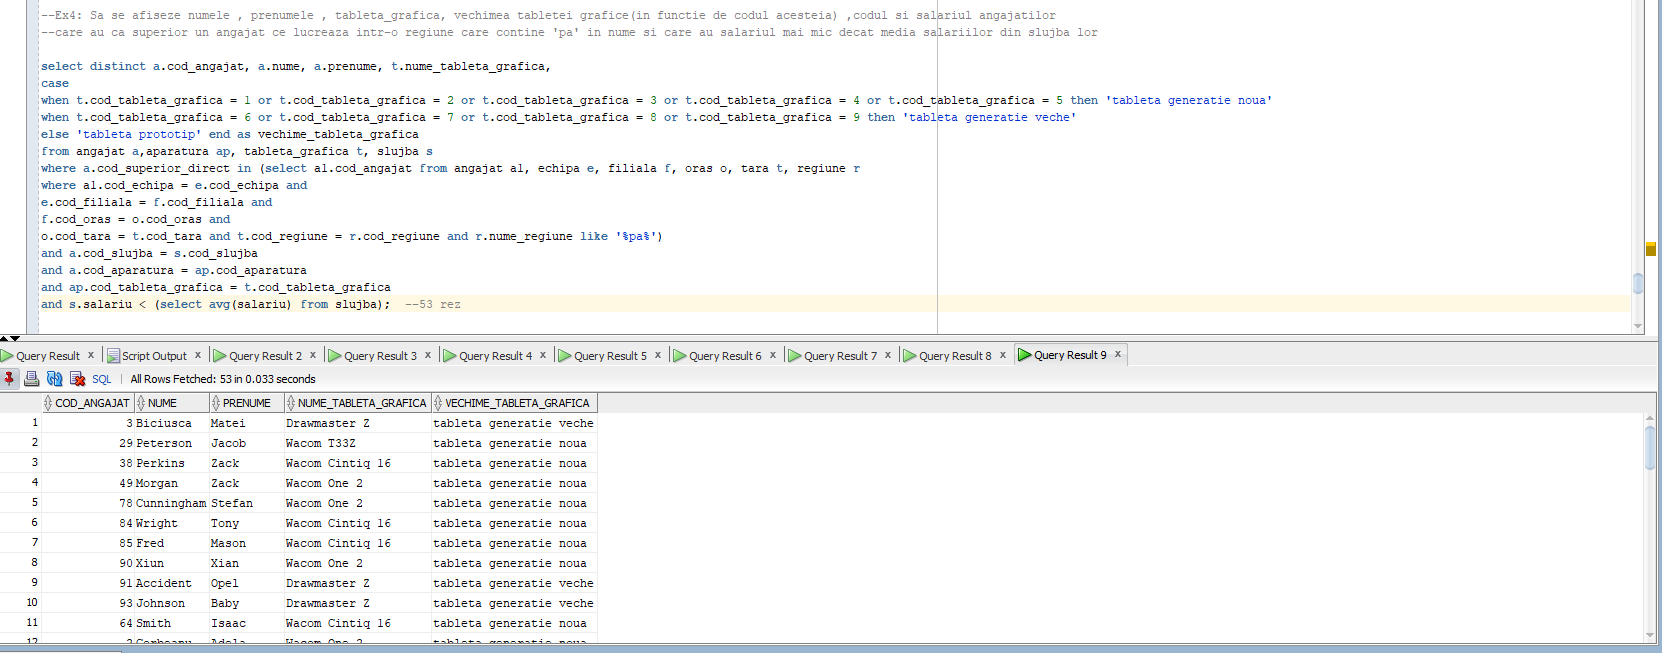 --Ex4: Sa se afiseze numele , prenumele , tableta_grafica, vechimea tabletei grafice(in functie de codul acesteia) ,codul si salariul angajatilor
--care au ca superior un angajat ce lucreaza intr-o regiune care contine 'pa' in nume si care au salariul mai mic decat media salariilor din slujba lor
select distinct a.cod_angajat, a.nume, a.prenume, t.nume_tableta_grafica,
case
when t.cod_tableta_grafica = 1 or t.cod_tableta_grafica = 2 or t.cod_tableta_grafica = 3 or t.cod_tableta_grafica = 4 or t.cod_tableta_grafica = 5 then 'tableta generatie noua'
when t.cod_tableta_grafica = 6 or t.cod_tableta_grafica = 7 or t.cod_tableta_grafica = 8 or t.cod_tableta_grafica = 9 then 'tableta generatie veche'
else 'tableta prototip' end as vechime_tableta_grafica
from angajat a,aparatura ap, tableta_grafica t, slujba s
where a.cod_superior_direct in (select al.cod_angajat from angajat al, echipa e, filiala f, oras o, tara t, regiune r
where al.cod_echipa = e.cod_echipa and
e.cod_filiala = f.cod_filiala and
f.cod_oras = o.cod_oras and
o.cod_tara = t.cod_tara and t.cod_regiune = r.cod_regiune and r.nume_regiune like '%pa%')
and a.cod_slujba = s.cod_slujba
and a.cod_aparatura = ap.cod_aparatura
and ap.cod_tableta_grafica = t.cod_tableta_grafica
and s.salariu < (select avg(salariu) from slujba);  --53 rez
Query Result x Script Output x Query Result 2 x Query Result 3 x Query Result 4 x Query Result 5 x Query Result 6 x Query Result 7 x Query Result 8 x Query Result 9 x
SQL | All Rows Fetched: 53 in 0.033 seconds
COD_ANGAJAT NUME PRENUME NUME_TABLETA_GRAFICA VECHIME_TABLETA_GRAFICA
1 3 Biciusca Matei Drawmaster Z tableta generatie veche
2 29 Peterson Jacob Wacom T33Z tableta generatie noua
3 38 Perkins Zack Wacom Cintiq 16 tableta generatie noua
4 49 Morgan Zack Wacom One 2 tableta generatie noua
5 78 Cunningham Stefan Wacom One 2 tableta generatie noua
6 84 Wright Tony Wacom Cintiq 16 tableta generatie noua
7 85 Fred Mason Wacom Cintiq 16 tableta generatie noua
8 90 Xiun Xian Wacom One 2 tableta generatie noua
9 91 Accident Opel Drawmaster Z tableta generatie veche
10 93 Johnson Baby Drawmaster Z tableta generatie veche
11 64 Smith Isaac Wacom Cintiq 16 tableta generatie noua
12 Wacom One 2 tableta generatie noua